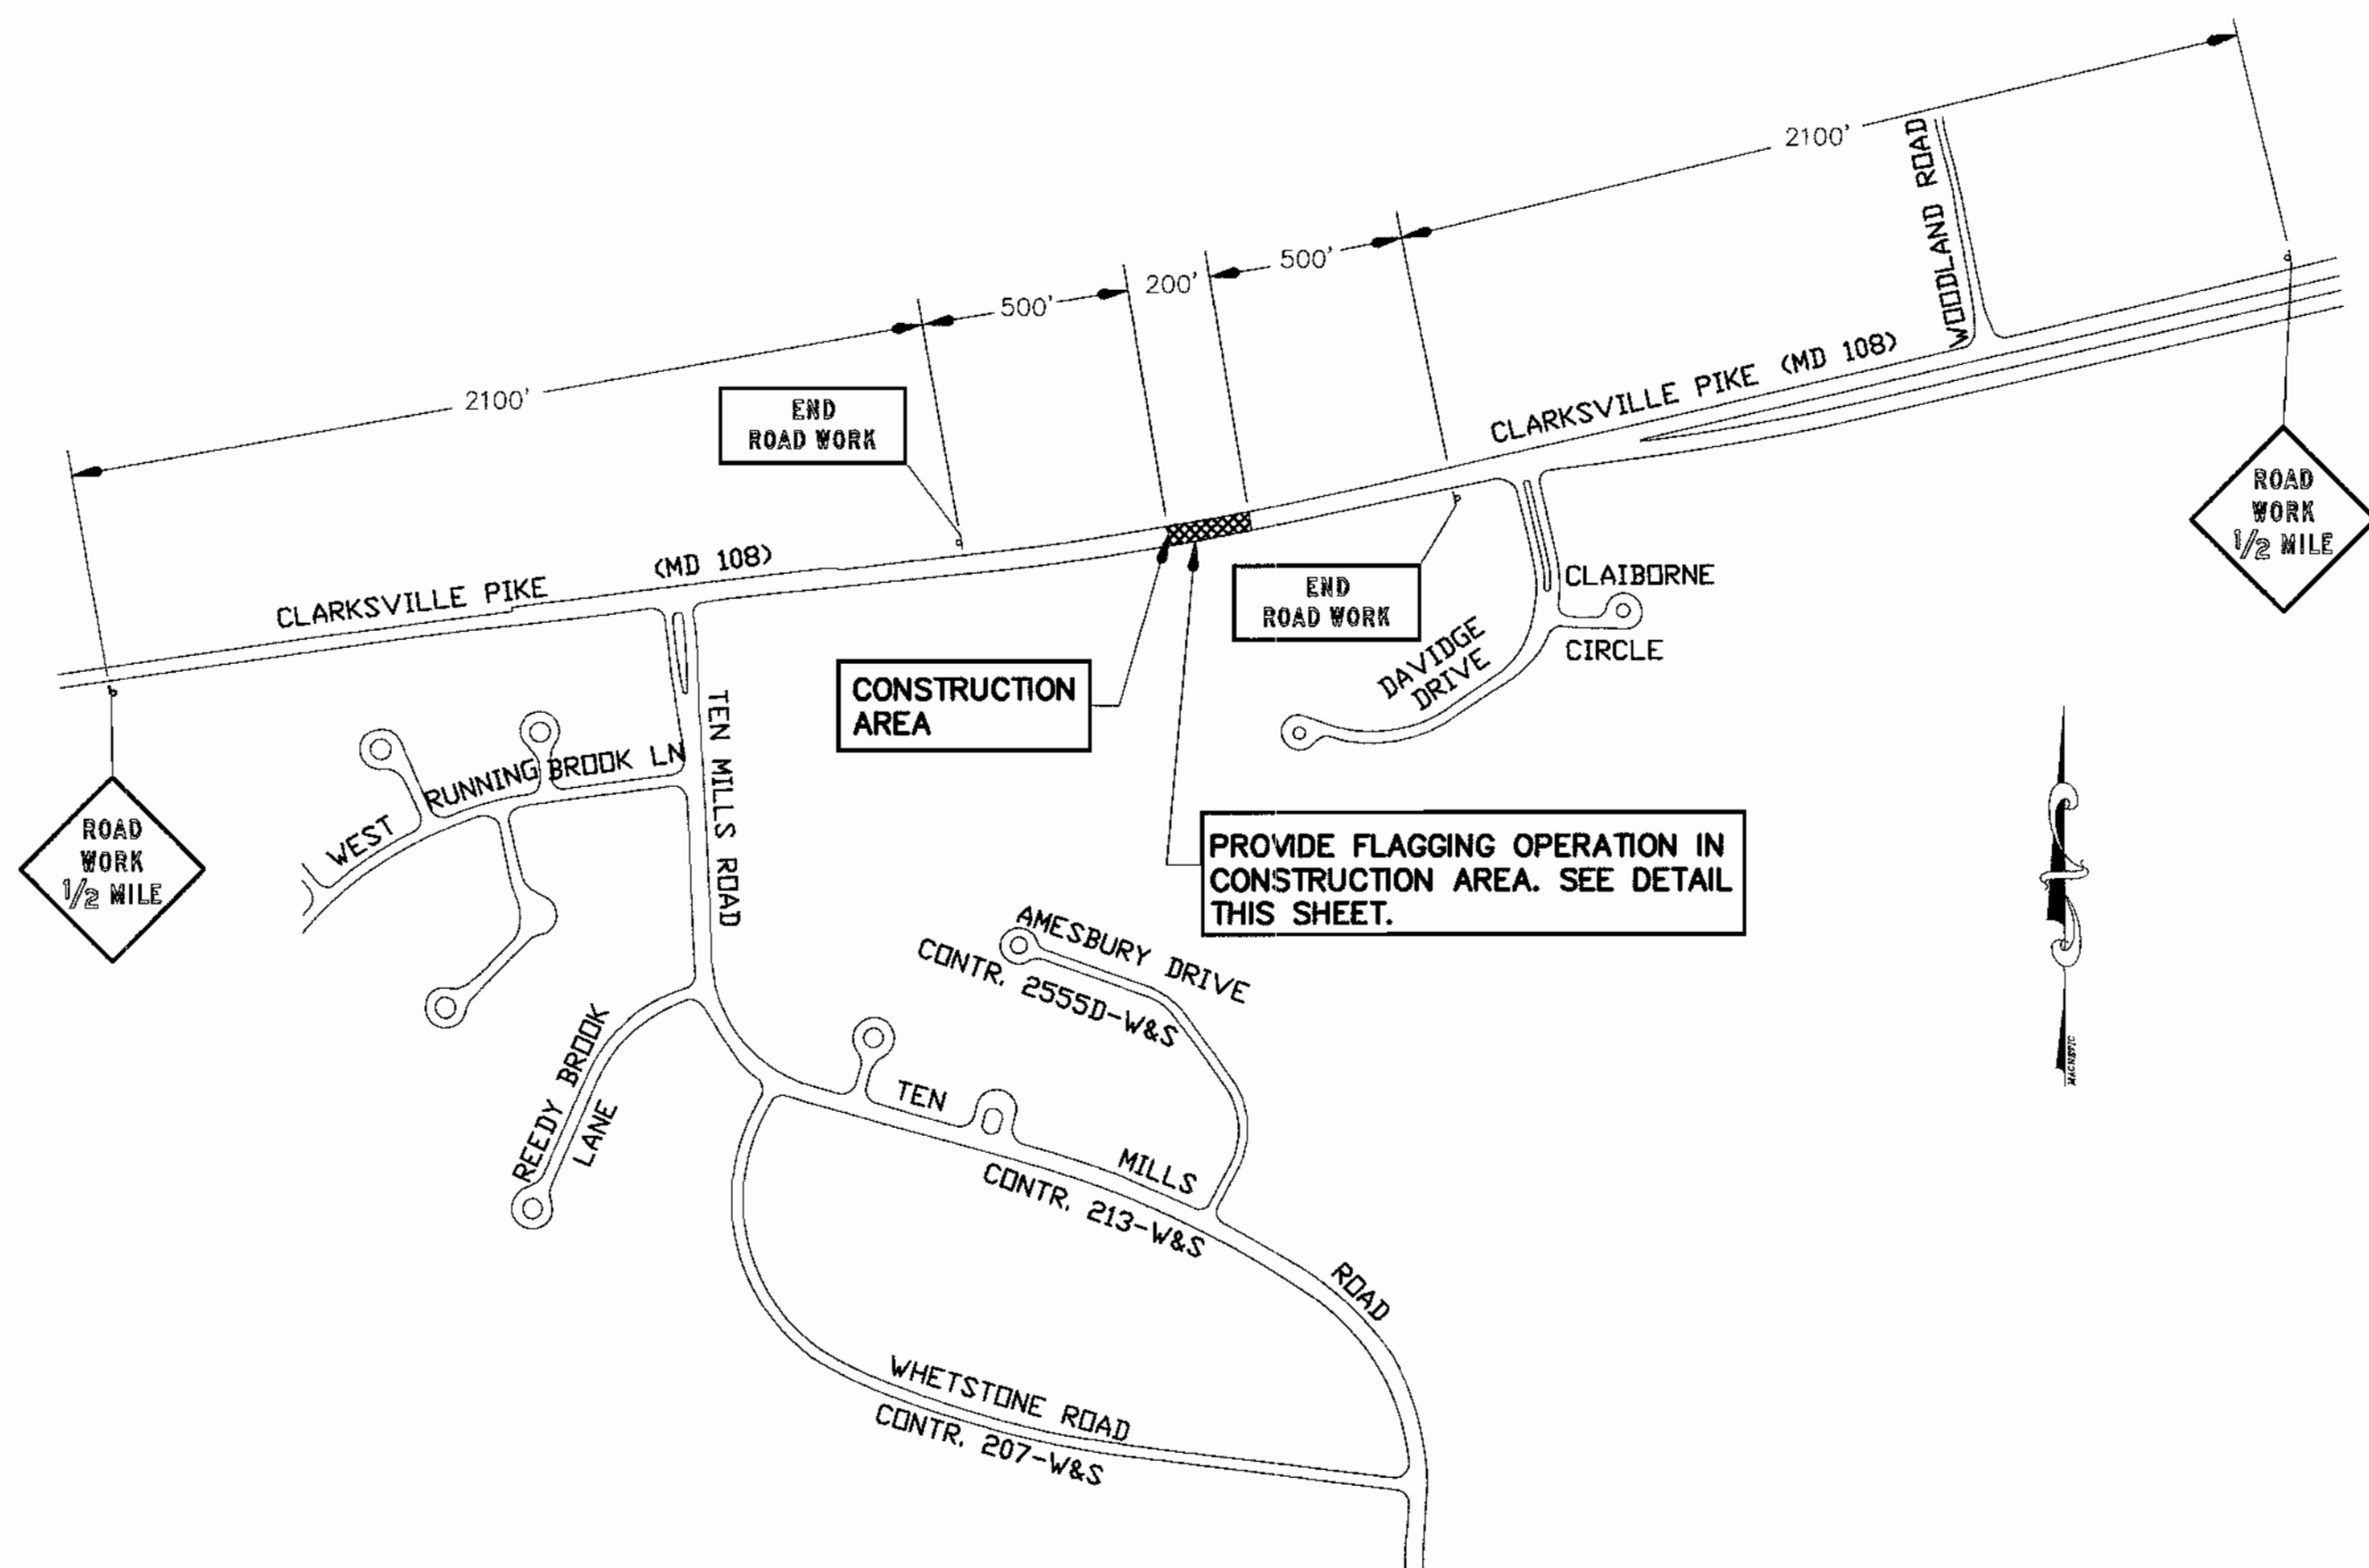 2100'
WOODLAND ROAD
500'
200'
500'
2100'
END
ROAD WORK
CLARKSVILLE PIKE (MD 108)
ROAD
WORK
1/2 MILE
(MD 108)
CLARKSVILLE PIKE
END
ROAD WORK
CLAIBORNE
CIRCLE
DAVIDGE
DRIVE
CONSTRUCTION
AREA
TEN MILLS ROAD
RUNNING BROOK LN
WEST
ROAD
WORK
1/2 MILE
PROVIDE FLAGGING OPERATION IN
CONSTRUCTION AREA. SEE DETAIL
THIS SHEET.
AMESBURY DRIVE
CONTR. 2555D-W&S
MAGNETIC
REEDY BROOK
LANE
TEN
MILLS
CONTR. 213-W&S
ROAD
WHETSTONE ROAD
CONTR. 207-W&S